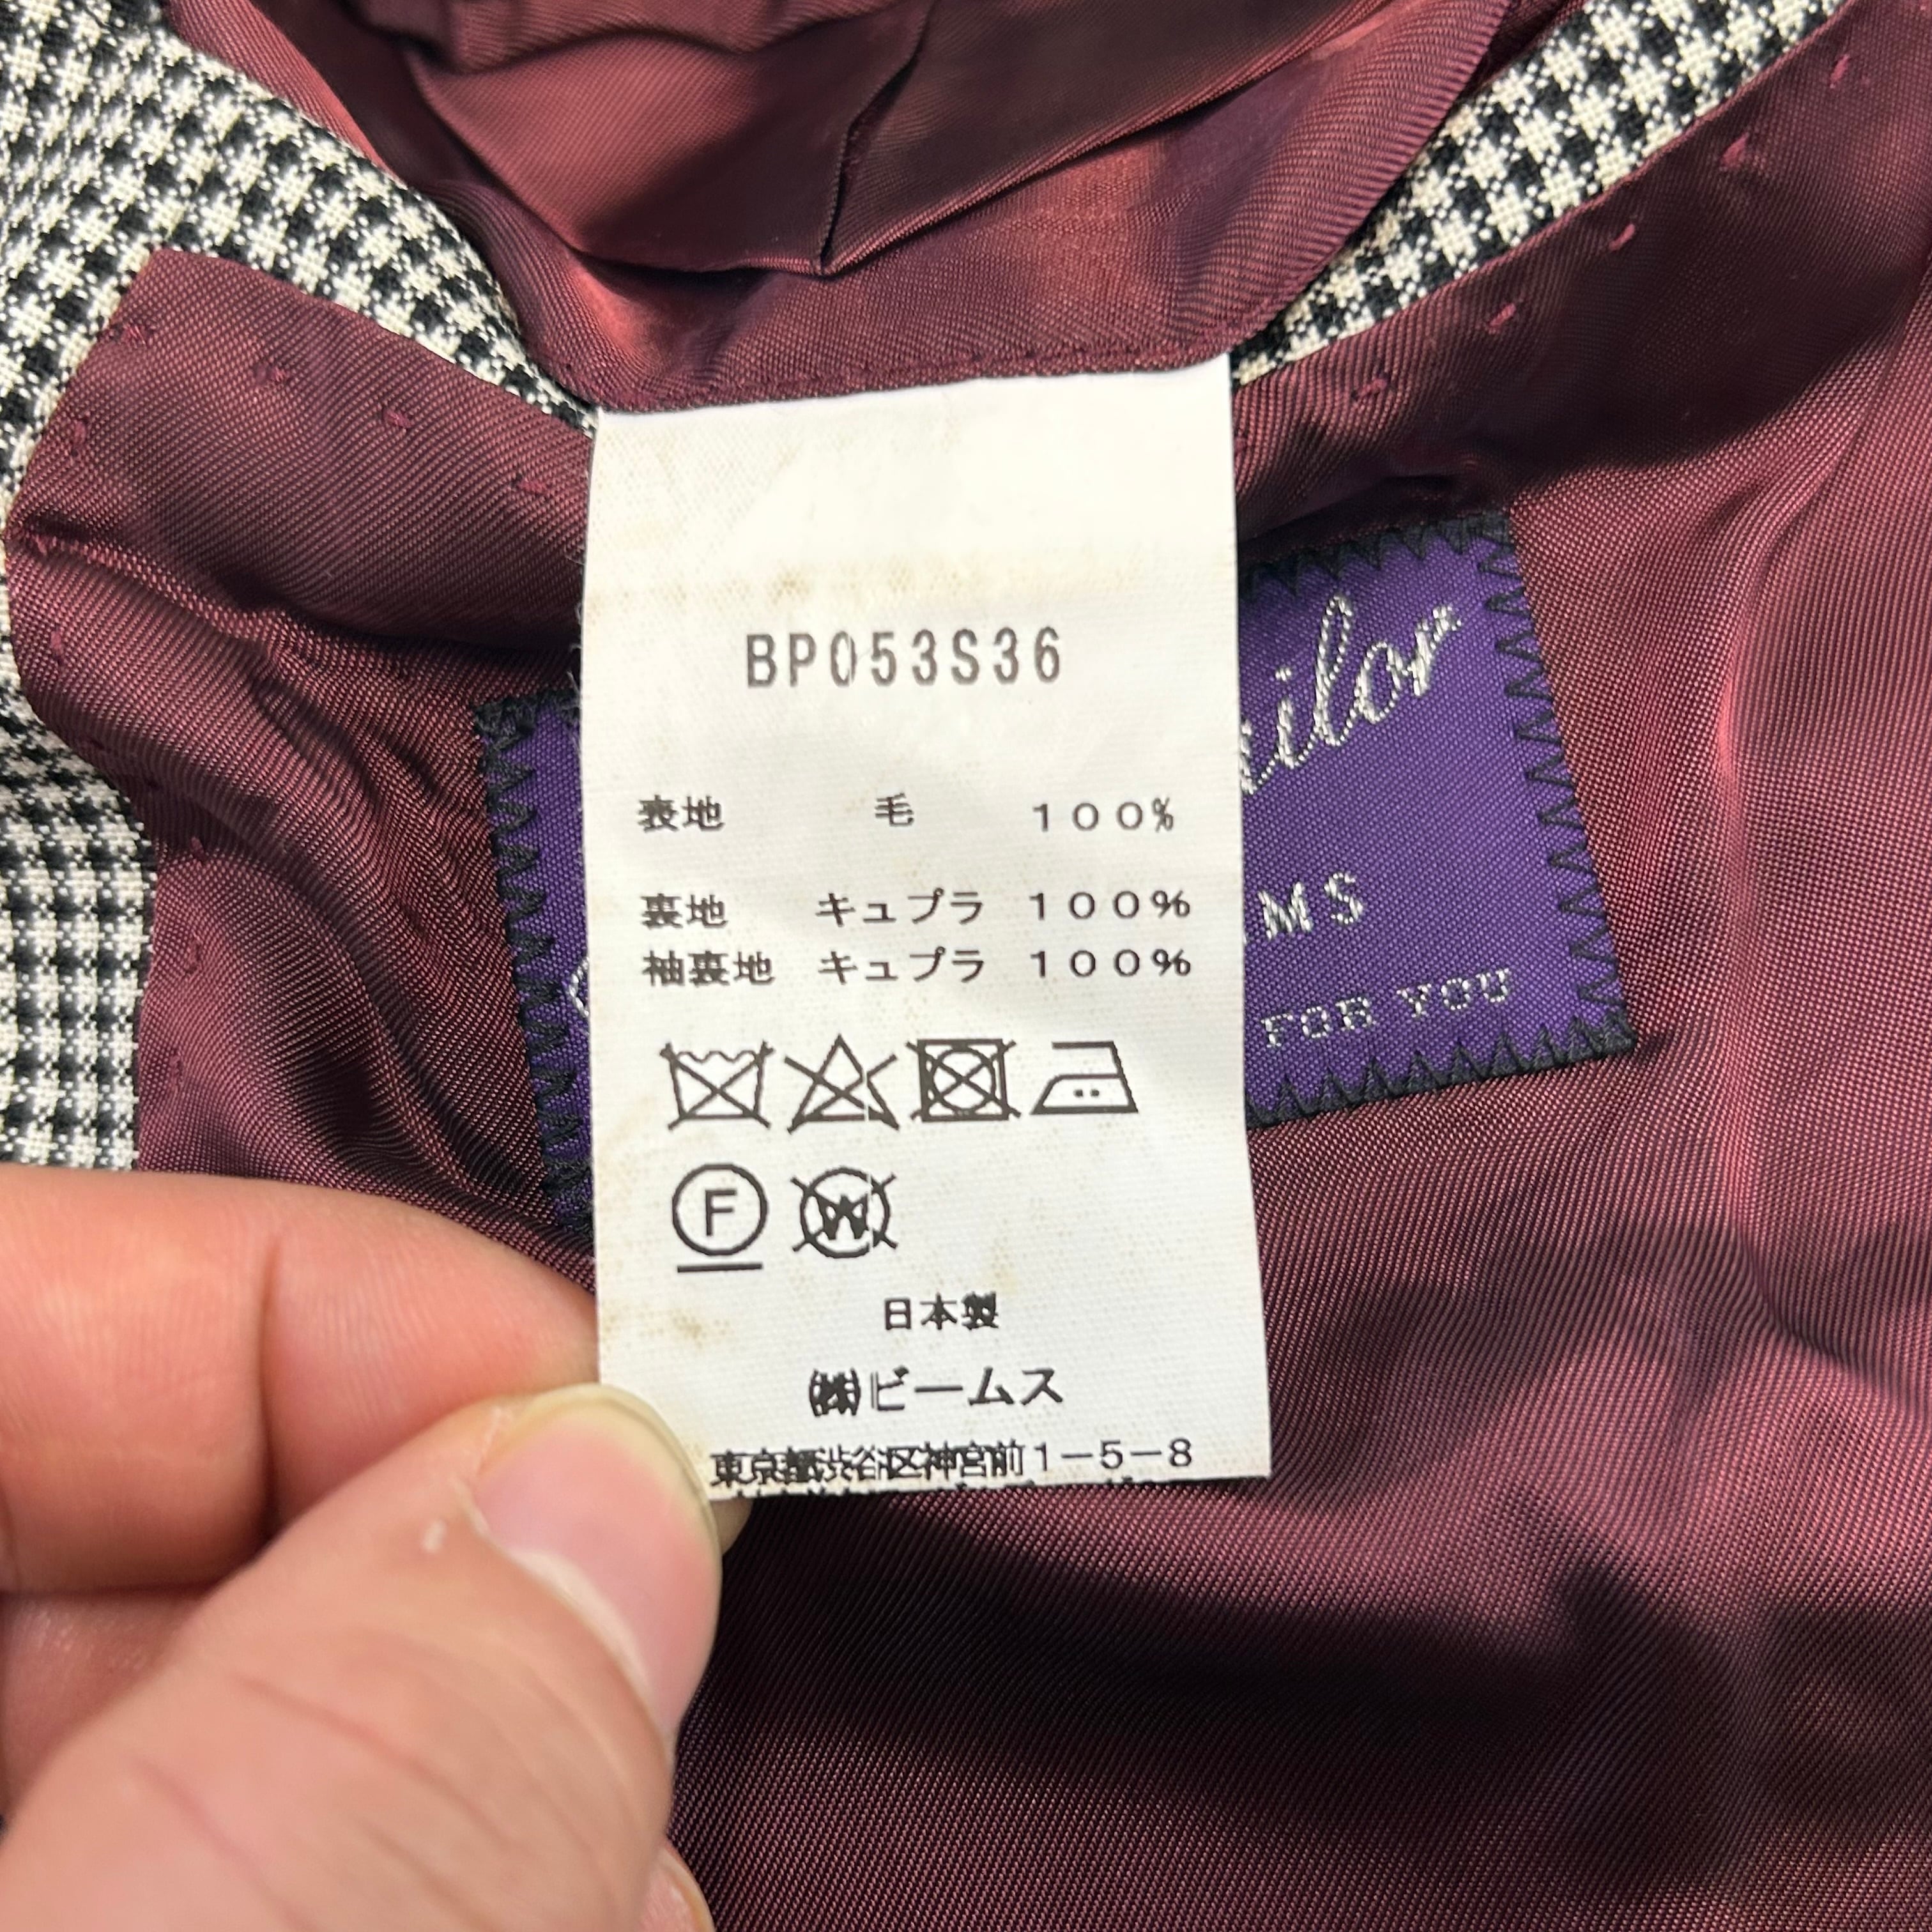 BP053S36
表地 毛 100%
裏地 キュプラ 100%
袖裏地 キュプラ 100%
F
W
日本製
㈱ビームス
東京都渋谷区神宮前1-5-8
FOR YOU